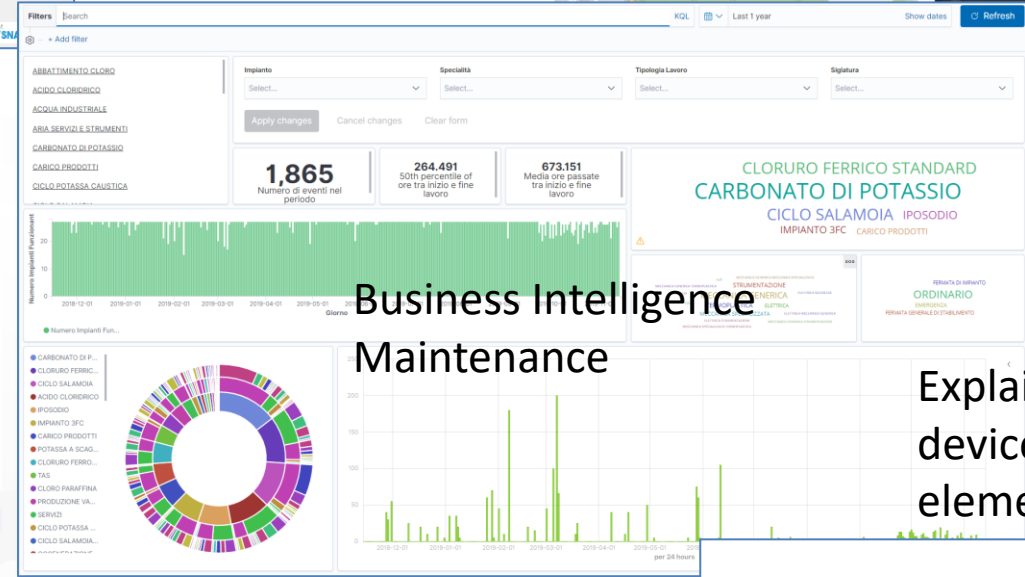 SNA
Filters Search KQL Last 1 year Show dates Refresh
+ Add filter
ABBATTIMENTO CLORO
ACIDO CLORIDRICO
ACQUA INDUSTRIALE
ARIA SERVIZI E STRUMENTI
CARBONATO DI POTASSIO
CARICO PRODOTTI
CICLO POTASSA CAUSTICA
Impianto Specialità Tipologia Lavoro Siglatura
Select... Select... Select... Select...
Apply changes Cancel changes Clear form
1,865
Numero di eventi nel
periodo
264.491
50th percentile of
ore tra inizio e fine
lavoro
673.151
Media ore passate
tra inizio e fine
lavoro
CLORURO FERRICO STANDARD
CARBONATO DI POTASSIO
CICLO SALAMOIA IPOSODIO
IMPIANTO 3FC CARICO PRODOTTI
Numero Impianti Funzionant
20
10
0
2018-12-01 2019-01-01 2019-02-01 2019-03-01 2019-04-01 2019-05-01
Giorno
Numero Impianti Fun...
STRUMENTAZIONE
ELETTRICA
FERMATA DI IMPIANTO
ORDINARIO
EMERGENZA
FERMATA GENERALE DI STABILIMENTO
Business Intelligence
Maintenance
CARBONATO DI P...
CLORURO FERRIC...
CICLO SALAMOIA
ACIDO CLORIDRICO
IPOSODIO
IMPIANTO 3FC
CARICO PRODOTTI
POTASSA A SCAG...
CLORURO FERRO...
TAS
CLORO PARAFFINA
PRODUZIONE VA...
SERVIZI
CICLO POTASSA ...
CICLO SALAMOIA...
200
150
100
50
0
2018-12-01 2019-01-01 2019-02-01 2019-03-01 2019-04-01 2019-05-01
per 24 hours
Explai
device
eleme